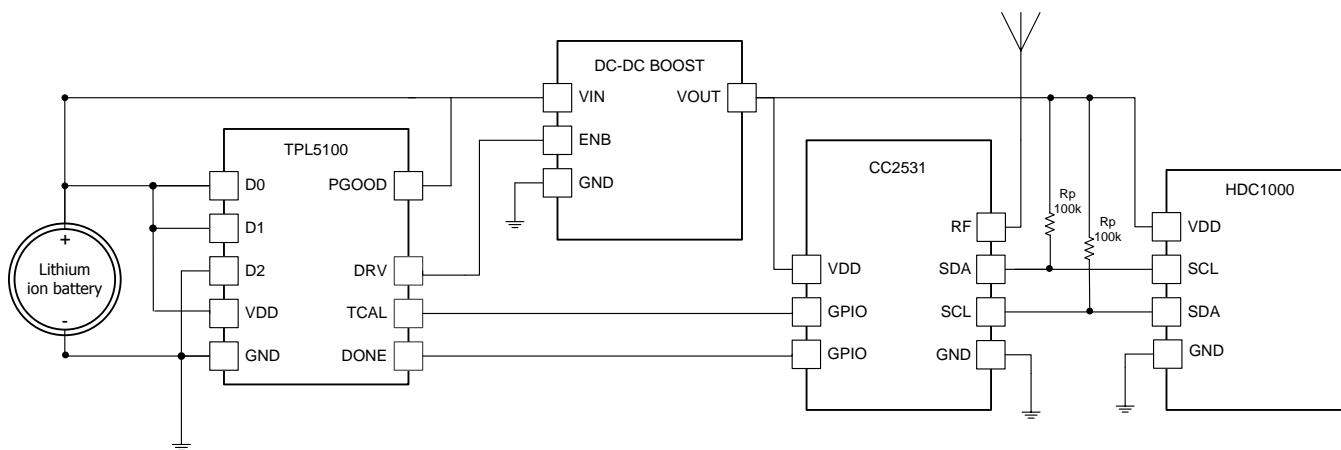 DC-DC BOOST
VIN
VOUT
ENB
GND
TPL5100
D0
PGOOD
D1
D2
DRV
VDD
TCAL
GND
DONE
+
Lithium
ion battery
-
CC2531
RF
VDD
SDA
GPIO
SCL
GPIO
GND
Rp
100k
Rp
100k
HDC1000
VDD
SCL
SDA
GND